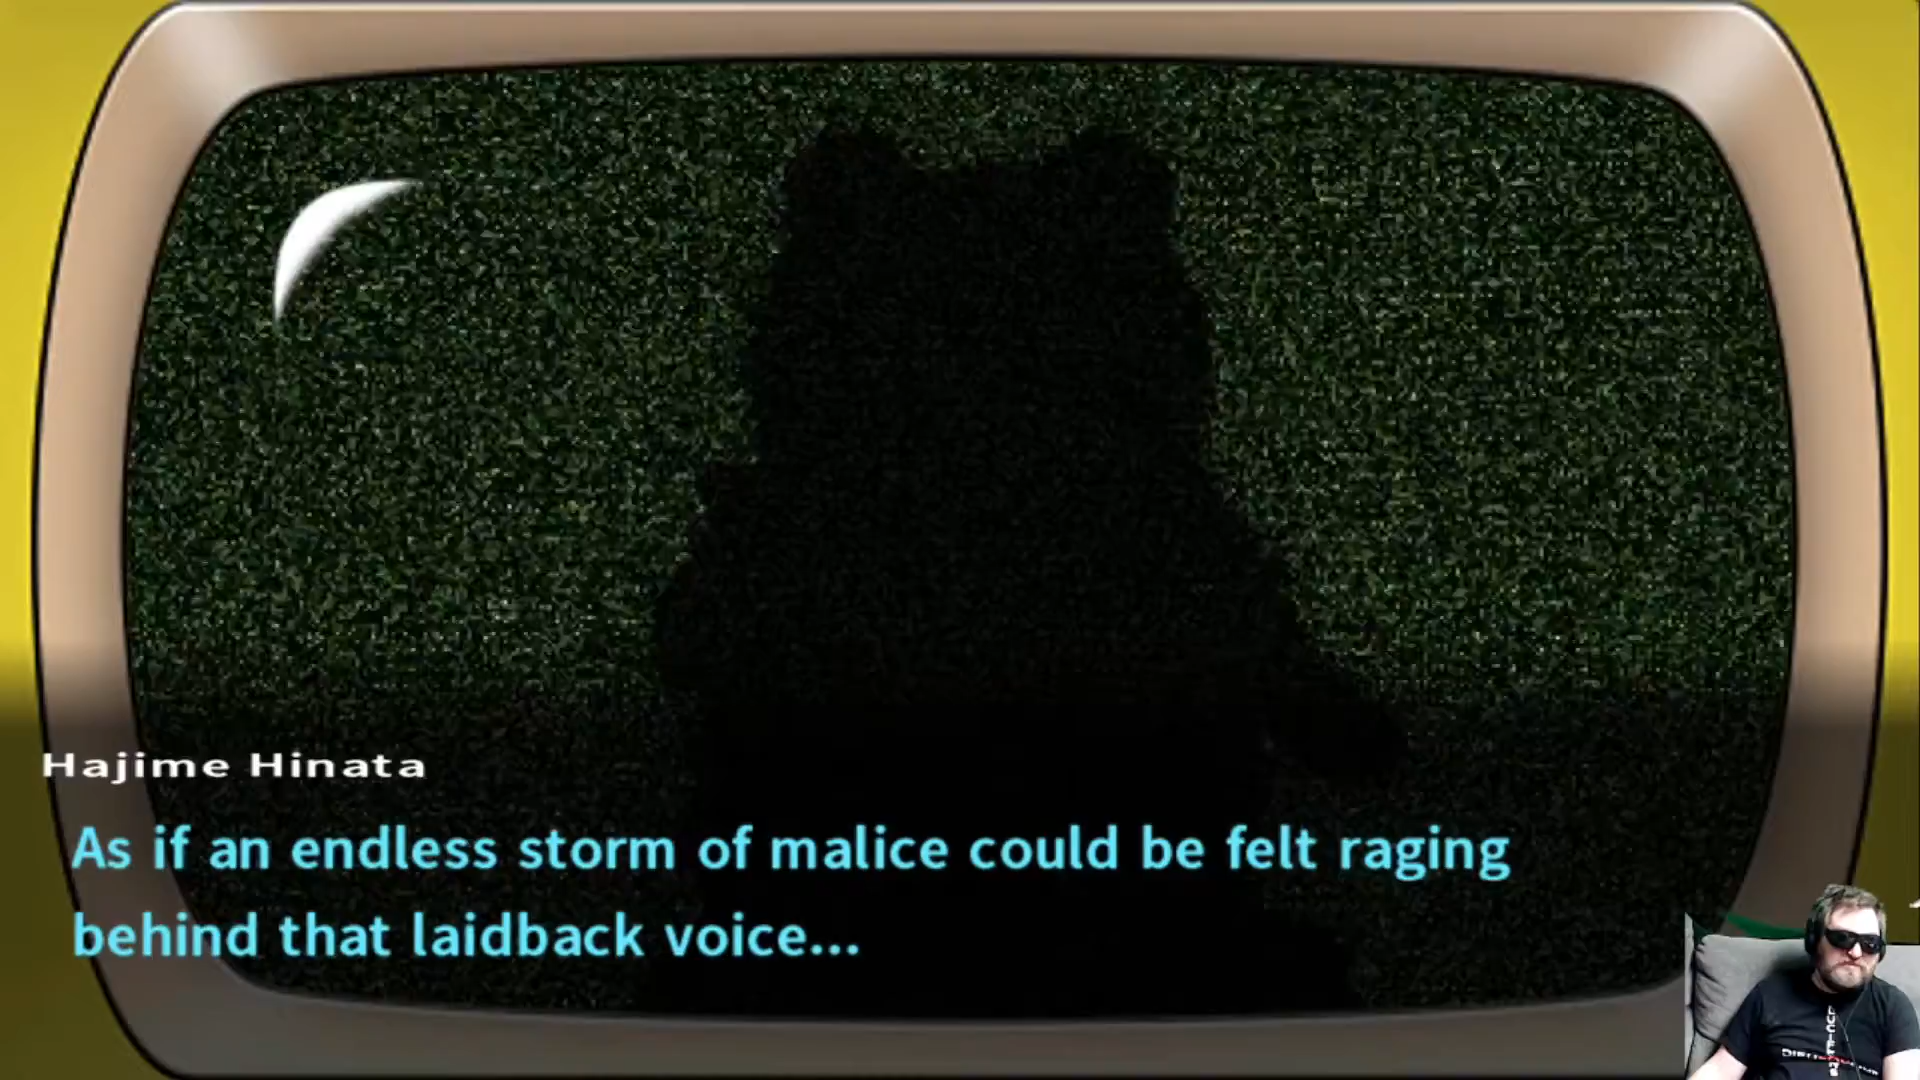 Hajime Hinata
As if an endless storm of malice could be felt raging
behind that laidback voice...